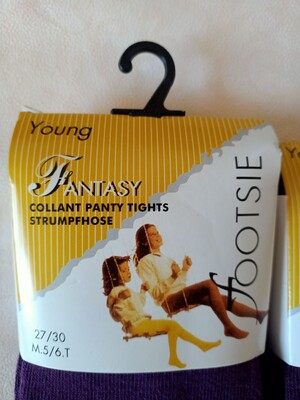 Young
FANTASY
COLLANT PANTY TIGHTS
STRUMPFHOSE
fOOTSIE
27/30
M.5/6.T